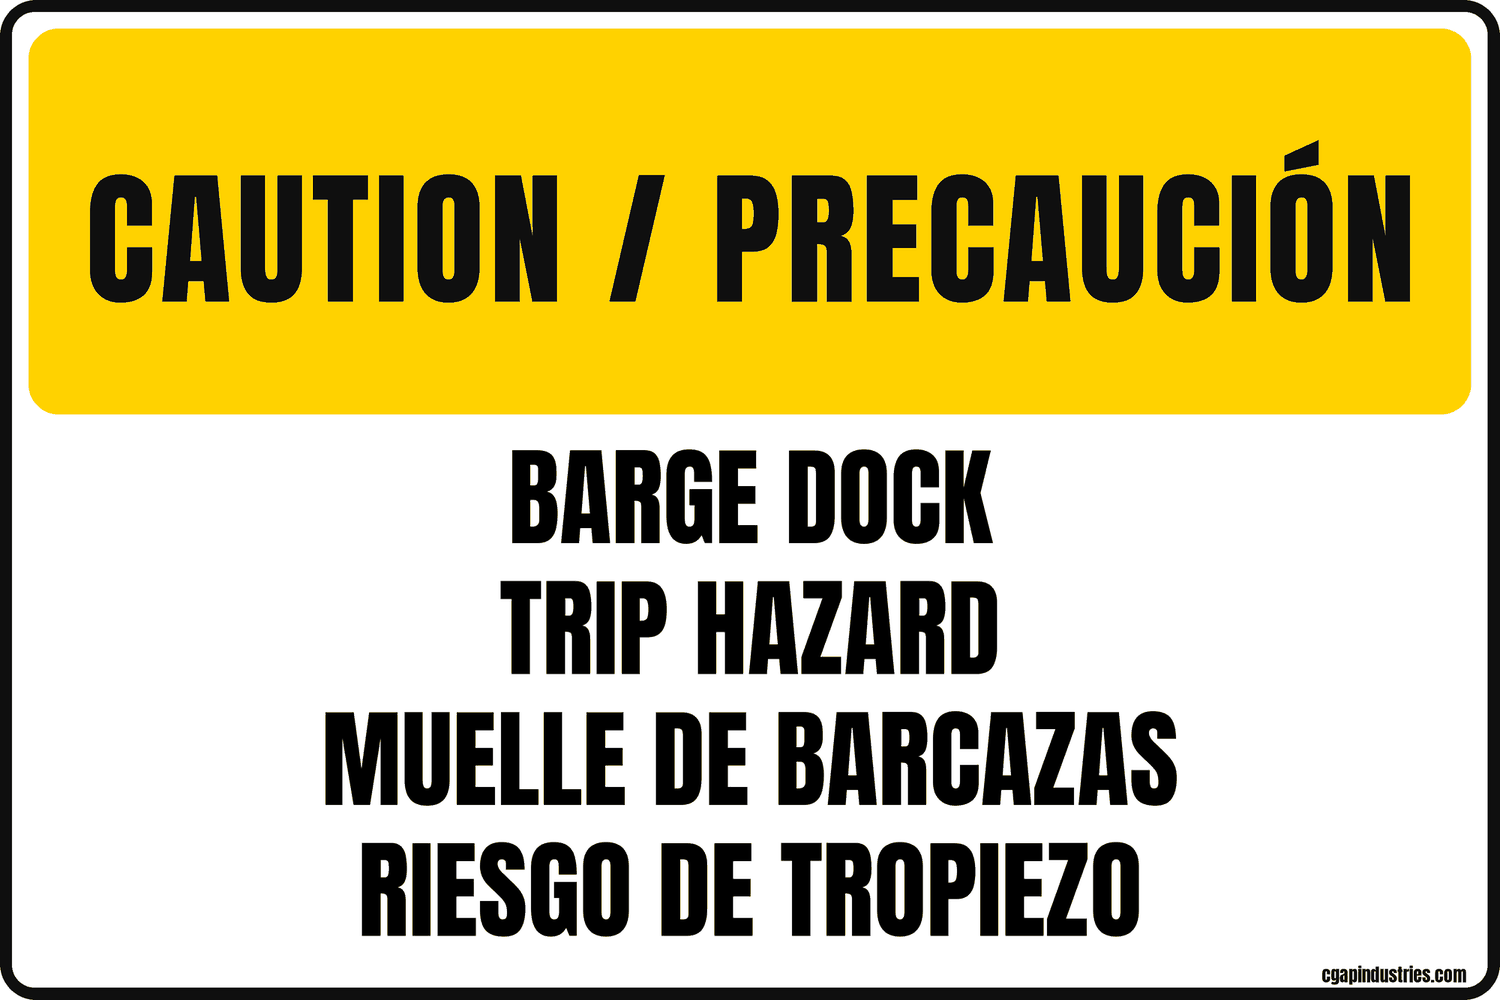 CAUTION / PRECAUCIÓN
BARGE DOCK
TRIP HAZARD
MUELLE DE BARCAZAS
RIESGO DE TROPIEZO
cgapindustries.com